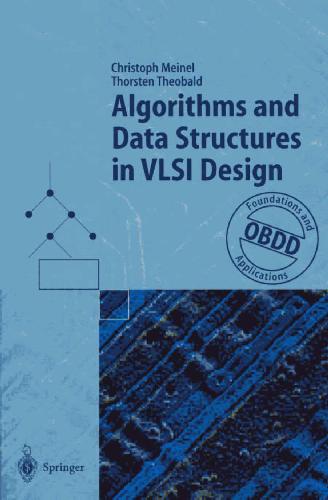 Christoph Meinel
Thorsten Theobald
Algorithms and
Data Structures
in VLSI Design
Foundations and
OBDD
Applications
Springer